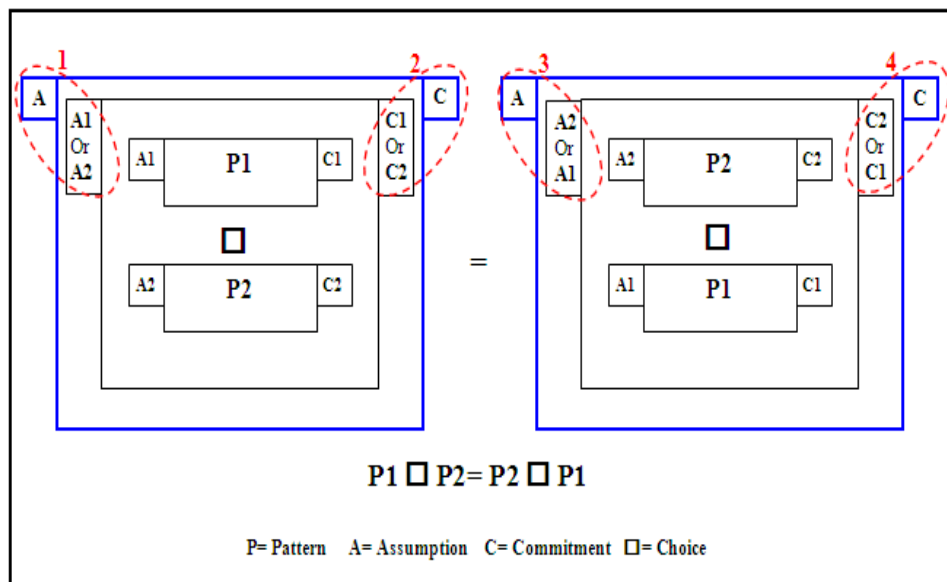 1 2 3 4
A C A C
A1 Or A2
C1 Or C2
A2 Or A1
C2 Or C1
A1 P1 C1
A2 P2 C2
□ □
=
A2 P2 C2
A1 P1 C1
P1 □ P2= P2 □ P1
P= Pattern A= Assumption C= Commitment □= Choice